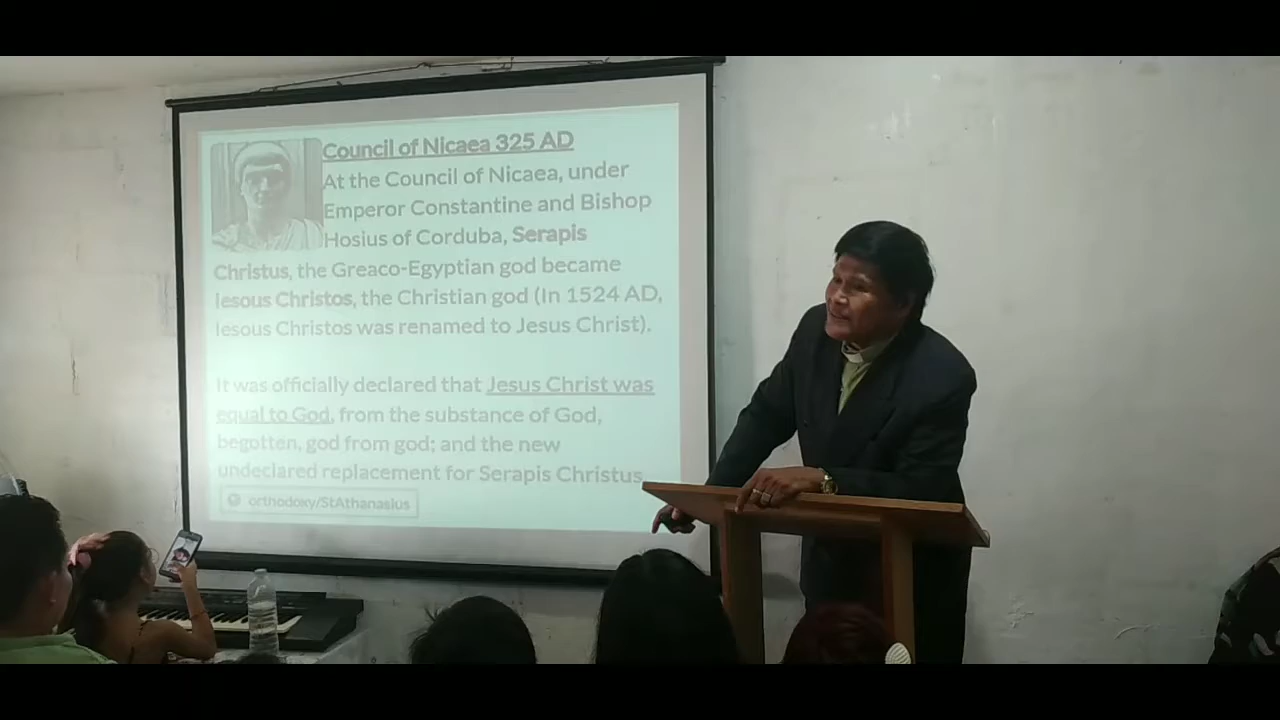 Council of Nicaea 325 AD
At the Council of Nicaea, under
Emperor Constantine and Bishop
Hosius of Corduba, Serapis
Christus, the Greaco-Egyptian god became
Iesous Christos, the Christian god (In 1524 AD,
Iesous Christos was renamed to Jesus Christ).
It was officially declared that Jesus Christ was
equal to God, from the substance of God,
begotten, god from god; and the new
undeclared replacement for Serapis Christus.
orthodoxy/StAthanasius